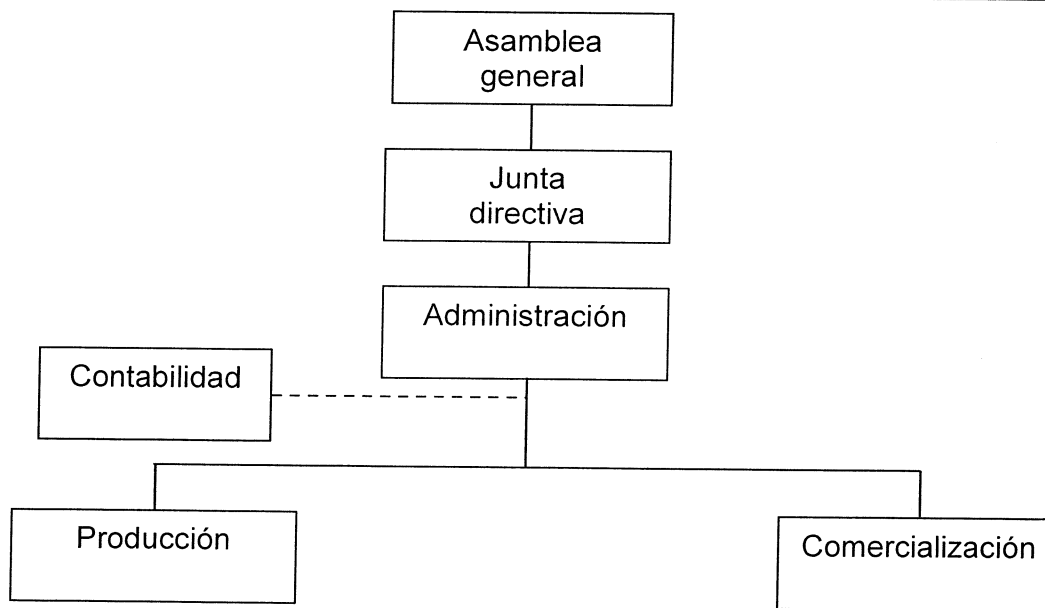 Asamblea
general
Junta
directiva
Administración
Contabilidad
Producción
Comercialización